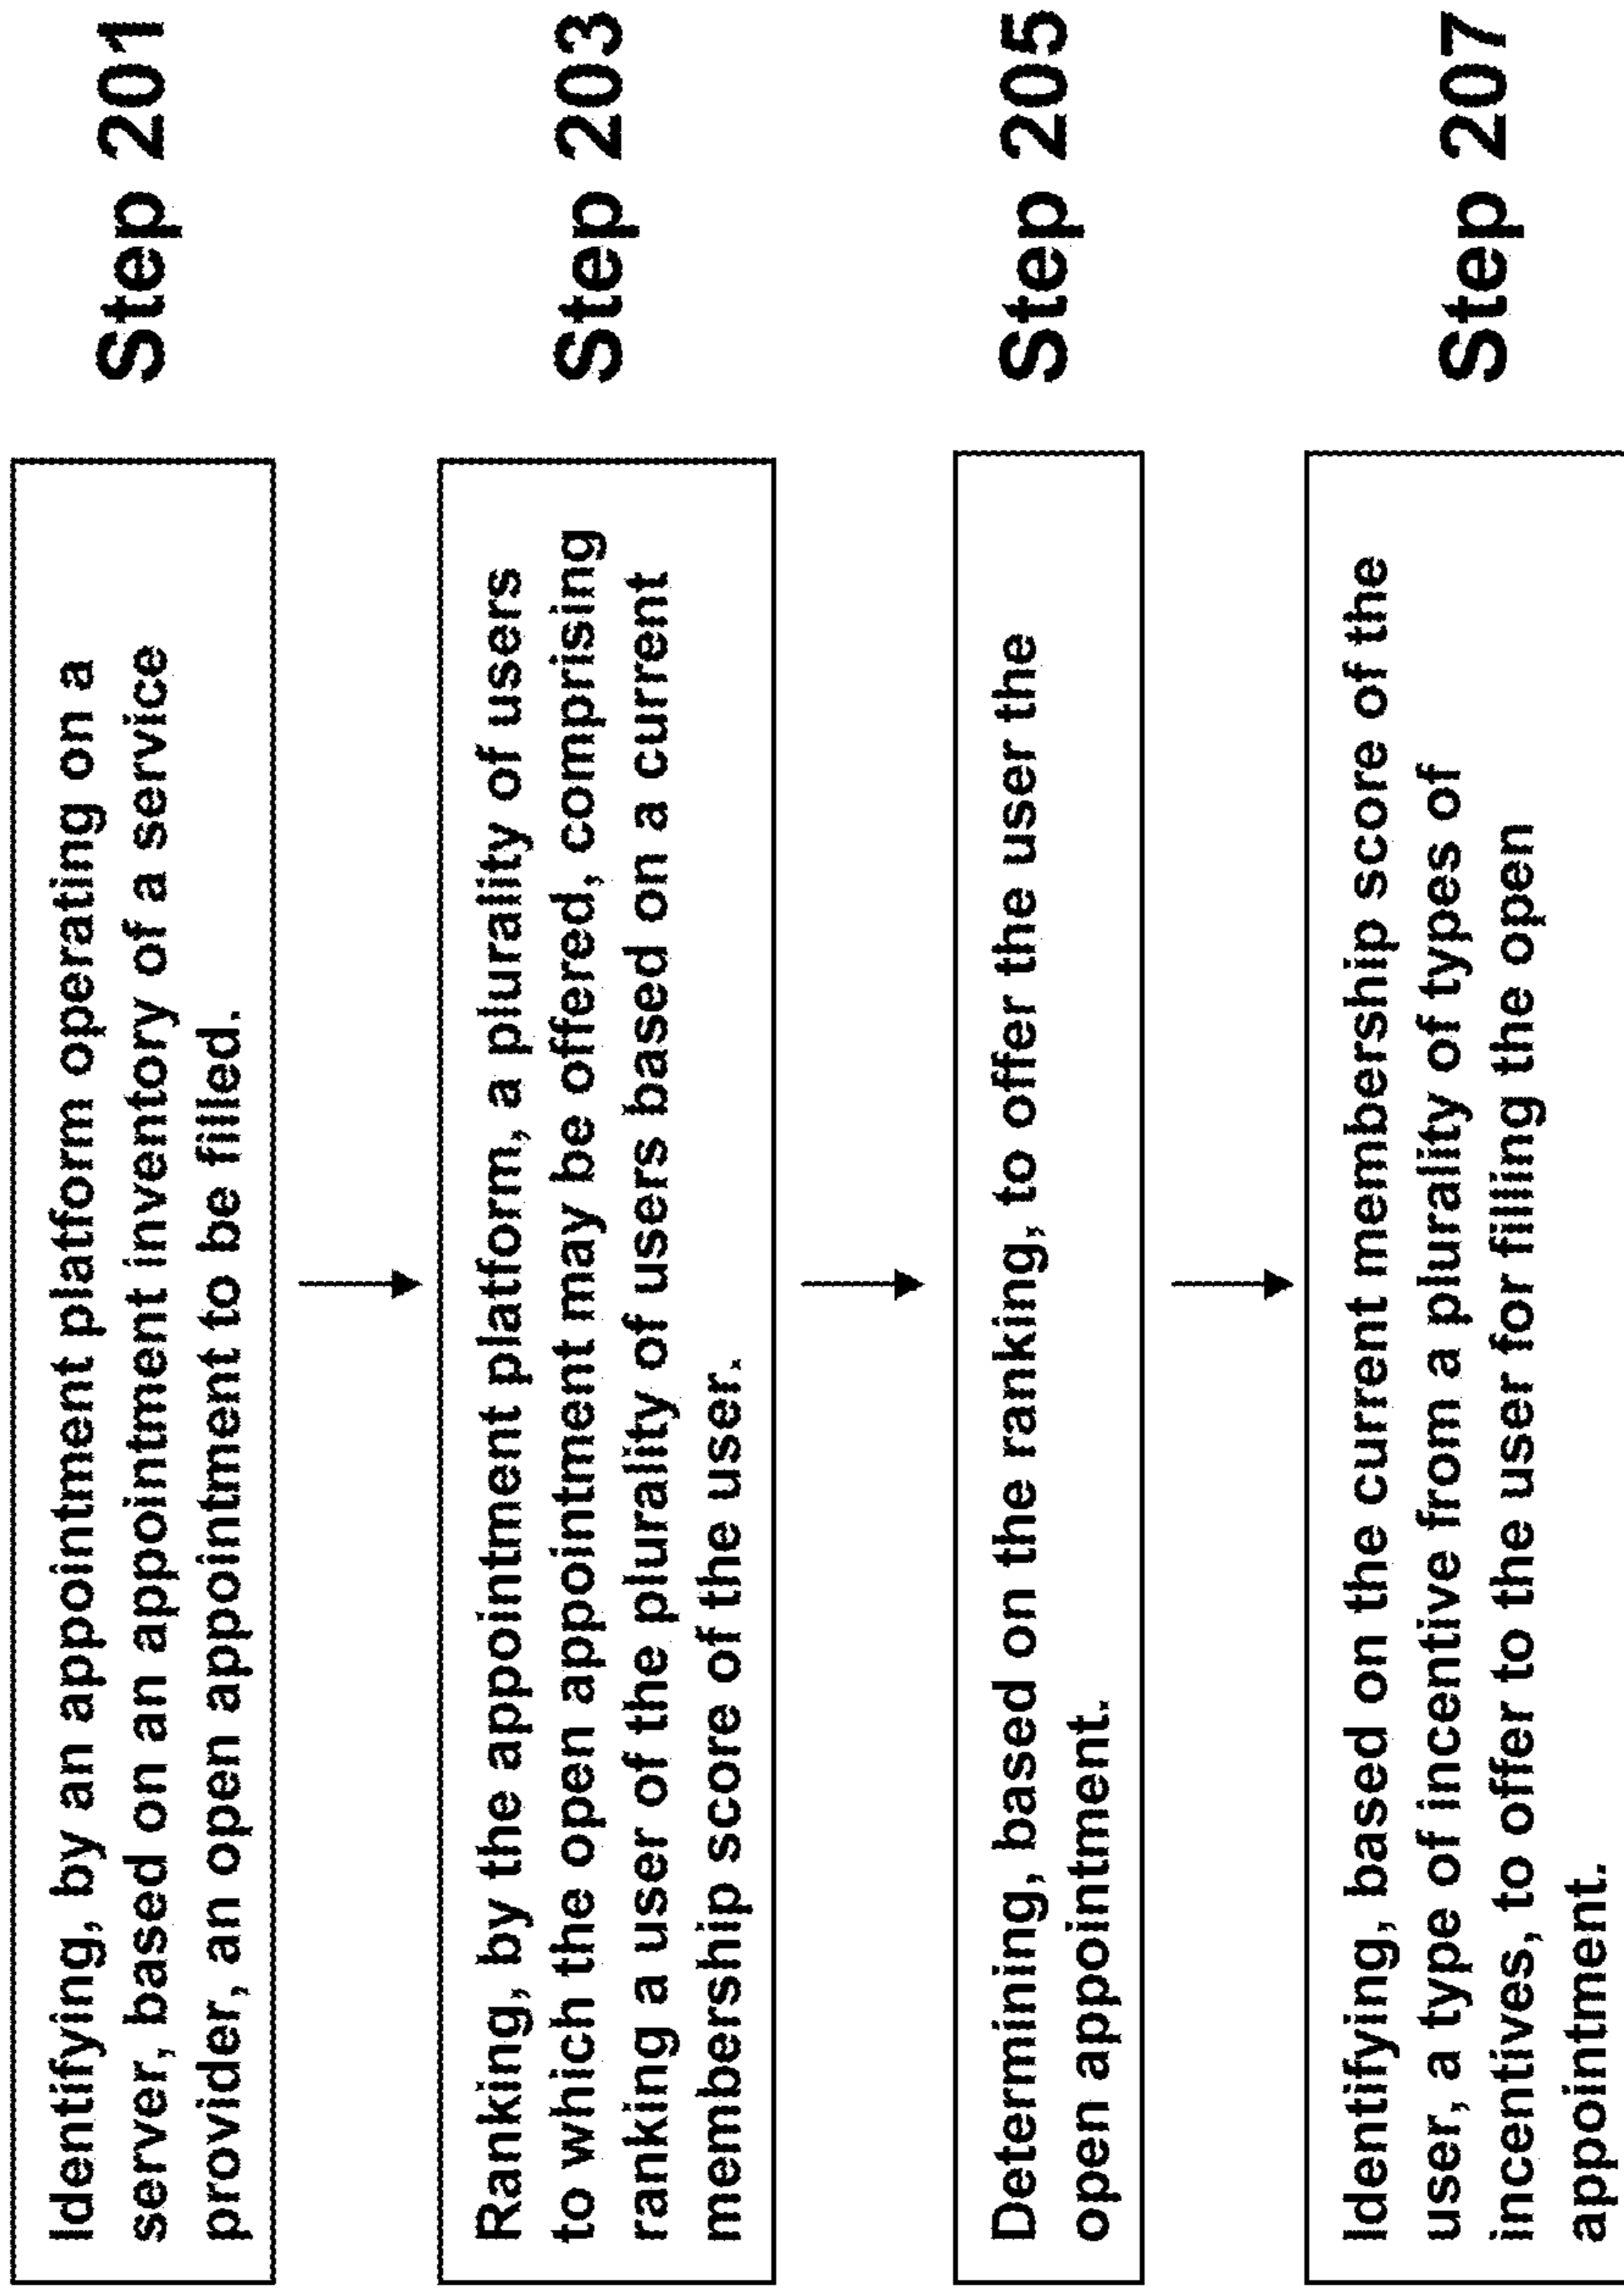 Identifying, by an appointment platform operating on a
server, based on an appointment inventory of a service
provider, an open appointment to be filled.
Step 201
Ranking, by the appointment platform, a plurality of users
to which the open appointment may be offered, comprising
ranking a user of the plurality of users based on a current
membership score of the user.
Step 203
Determining, based on the ranking, to offer the user the
open appointment.
Step 205
Identifying, based on the current membership score of the
user, a type of incentive from a plurality of types of
incentives, to offer to the user for filling the open
appointment.
Step 207